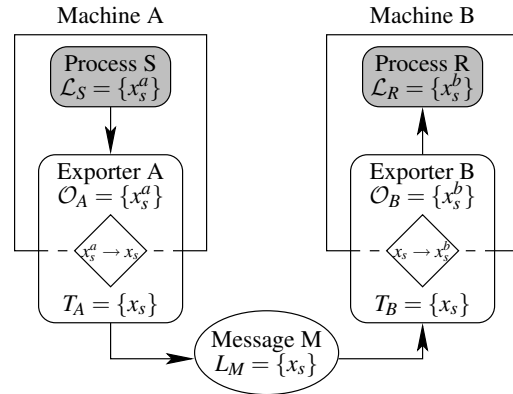 Machine A
Process S
ℒ_S = {x_s^a}
Exporter A
𝒪_A = {x_s^a}
x_s^a → x_s
T_A = {x_s}
Message M
L_M = {x_s}
Machine B
Process R
ℒ_R = {x_s^b}
Exporter B
𝒪_B = {x_s^b}
x_s → x_s^b
T_B = {x_s}